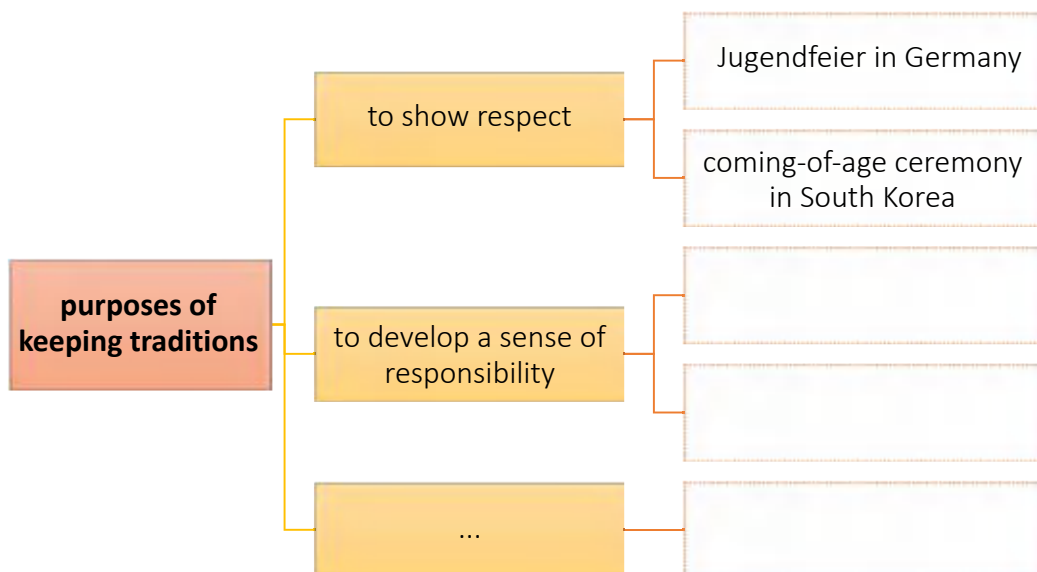 purposes of
keeping traditions
to show respect
Jugendfeier in Germany
coming-of-age ceremony
in South Korea
to develop a sense of
responsibility
...